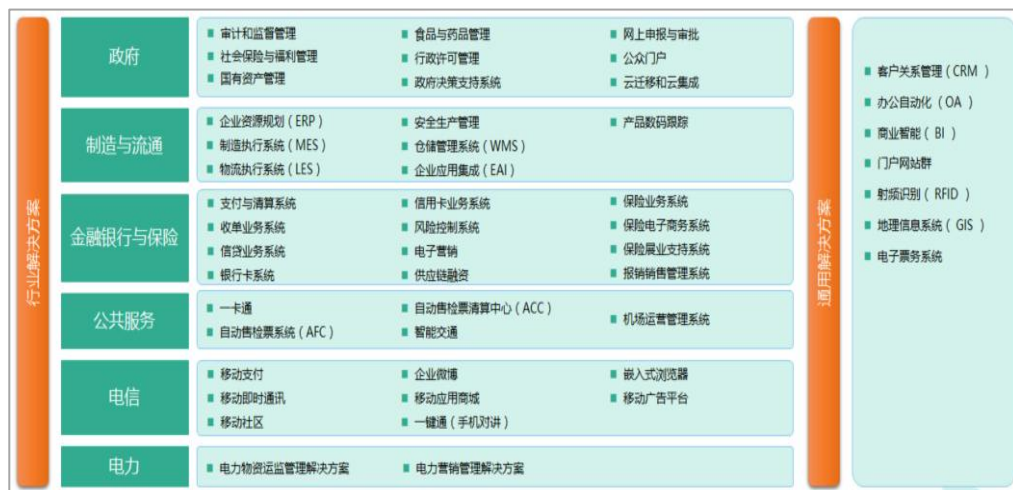 行业解决方案
政府
审计和监督管理
食品与药品管理
网上申报与审批
社会保险与福利管理
行政许可管理
公众门户
国有资产管理
政府决策支持系统
云迁移和云集成
制造与流通
企业资源规划(ERP)
安全生产管理
产品数码跟踪
制造执行系统(MES)
仓储管理系统(WMS)
物流执行系统(LES)
企业应用集成(EAI)
金融银行与保险
支付与清算系统
信用卡业务系统
保险业务系统
收单业务系统
风险控制系统
保险电子商务系统
信贷业务系统
电子营销
保险展业支持系统
银行卡系统
供应链融资
报销销售管理系统
公共服务
一卡通
自动售检票清算中心(ACC)
机场运营管理系统
自动售检票系统(AFC)
智能交通
电信
移动支付
企业微博
嵌入式浏览器
移动即时通讯
移动应用商城
移动广告平台
移动社区
一键通(手机对讲)
电力
电力物资运监管理解决方案
电力营销管理解决方案
通用解决方案
客户关系管理(CRM )
办公自动化(OA )
商业智能(BI )
门户网站群
射频识别(RFID )
地理信息系统(GIS )
电子票务系统